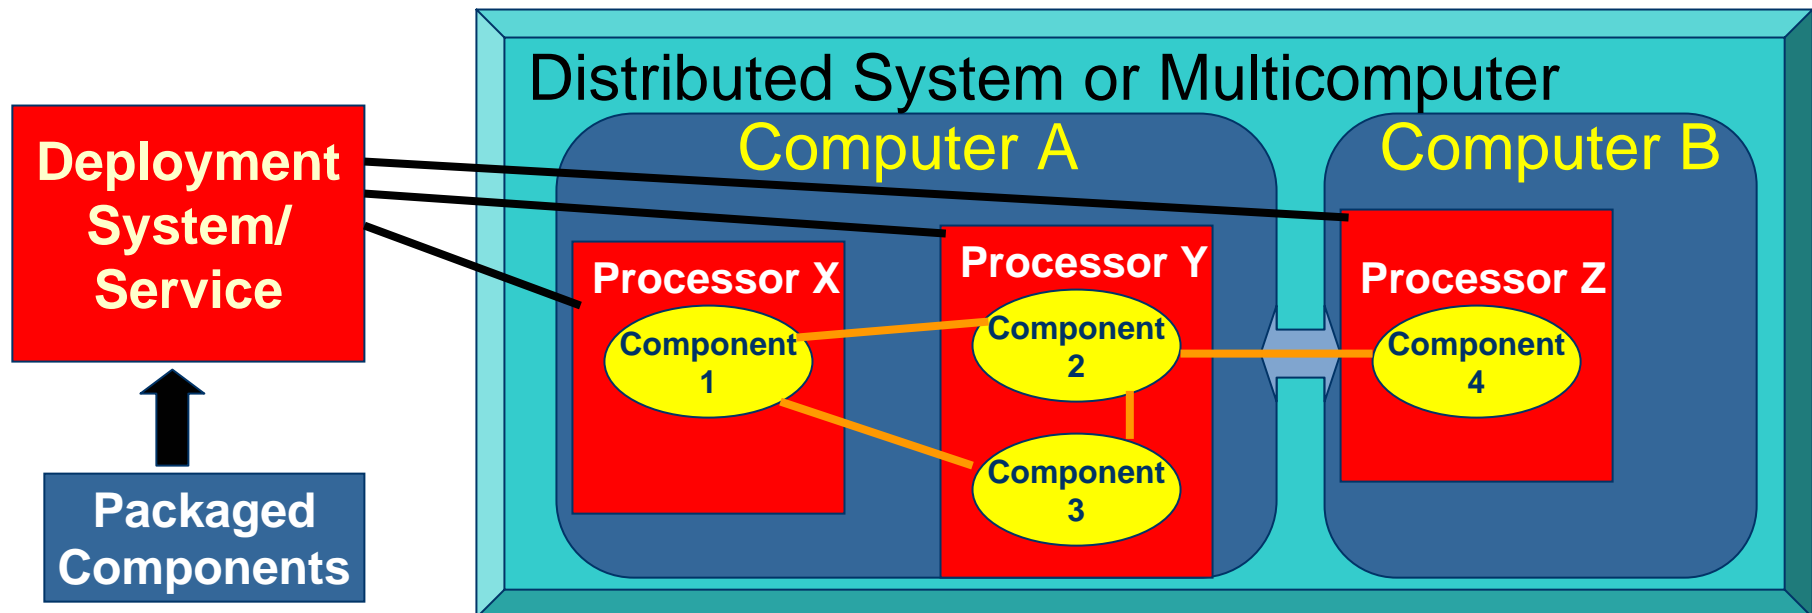 Distributed System or Multicomputer
Computer A
Computer B
Deployment
System/
Service
Processor X
Processor Y
Processor Z
Component
1
Component
2
Component
3
Component
4
Packaged
Components